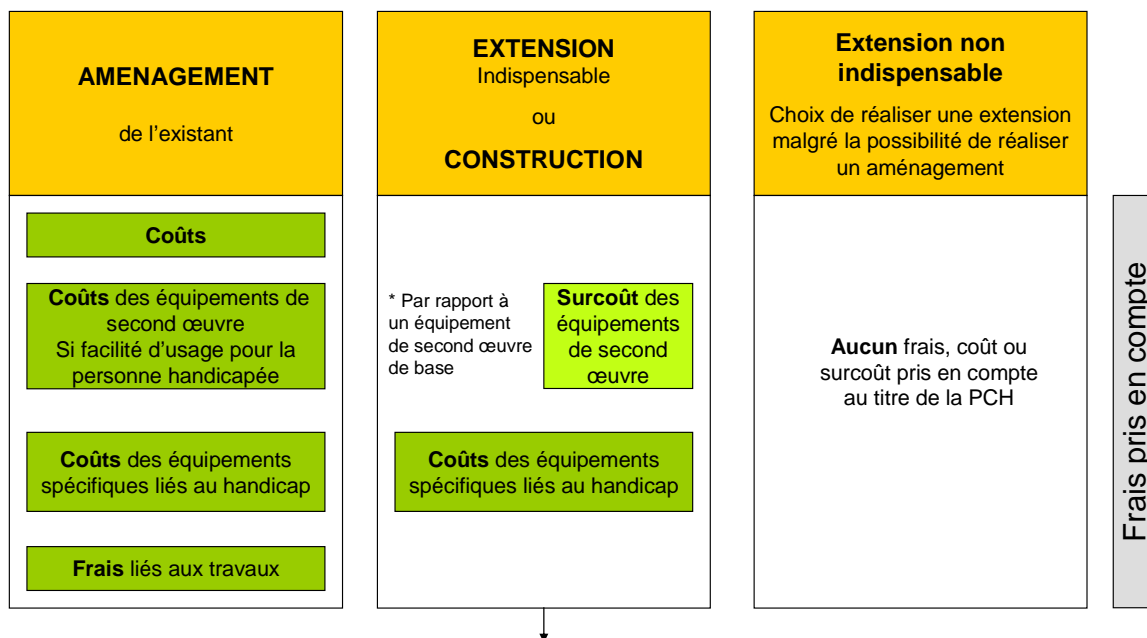 AMENAGEMENT
de l’existant
Coûts
Coûts des équipements de
second œuvre
Si facilité d’usage pour la
personne handicapée
Coûts des équipements
spécifiques liés au handicap
Frais liés aux travaux
EXTENSION
Indispensable
ou
CONSTRUCTION
* Par rapport à
un équipement
de second œuvre
de base
Surcoût des
équipements
de second
œuvre
Coûts des équipements
spécifiques liés au handicap
Extension non
indispensable
Choix de réaliser une extension
malgré la possibilité de réaliser
un aménagement
Aucun frais, coût ou
surcoût pris en compte
au titre de la PCH
Frais pris en compte